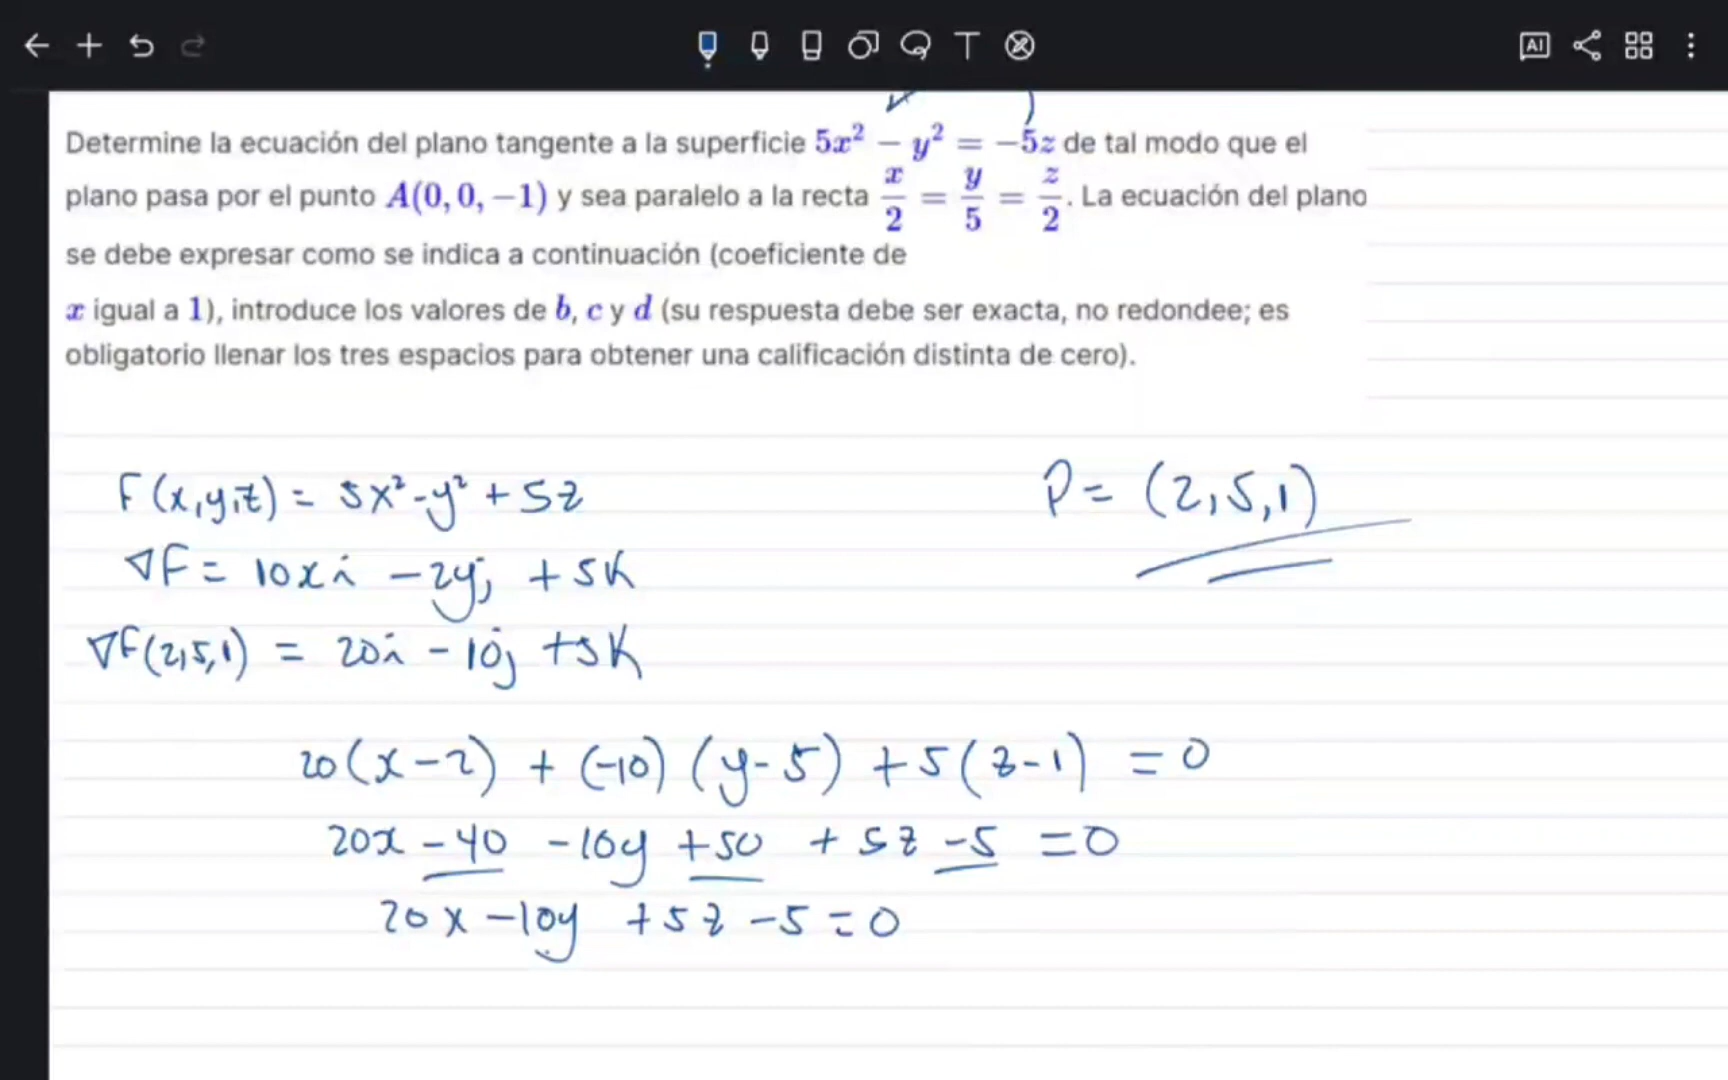 Determine la ecuación del plano tangente a la superficie 5x² − y² = −5z de tal modo que el
plano pasa por el punto A(0, 0, −1) y sea paralelo a la recta x/2 = y/5 = z/2. La ecuación del plano
se debe expresar como se indica a continuación (coeficiente de
x igual a 1), introduce los valores de b, c y d (su respuesta debe ser exacta, no redondee; es
obligatorio llenar los tres espacios para obtener una calificación distinta de cero).
F(x,y,z) = 5x² - y² + 5z
P = (2,5,1)
∇F = 10xi - 2yj + 5k
∇F(2,5,1) = 20i - 10j + 5k
20(x-2) + (-10)(y-5) + 5(z-1) = 0
20x - 40 - 10y + 50 + 5z - 5 = 0
20x - 10y + 5z - 5 = 0